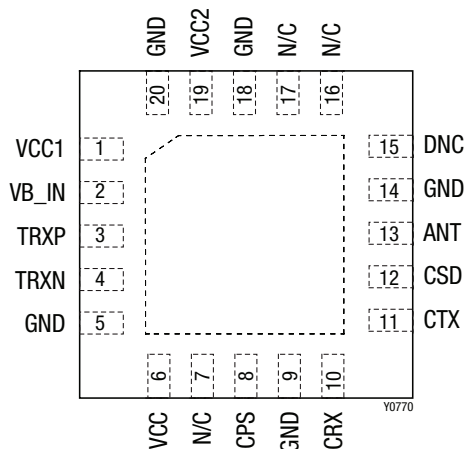 GND VCC2 GND N/C N/C
20 19 18 17 16
VCC1 1 15 DNC
VB_IN 2 14 GND
TRXP 3 13 ANT
TRXN 4 12 CSD
GND 5 11 CTX
6 7 8 9 10
Y0770
VCC N/C CPS GND CRX